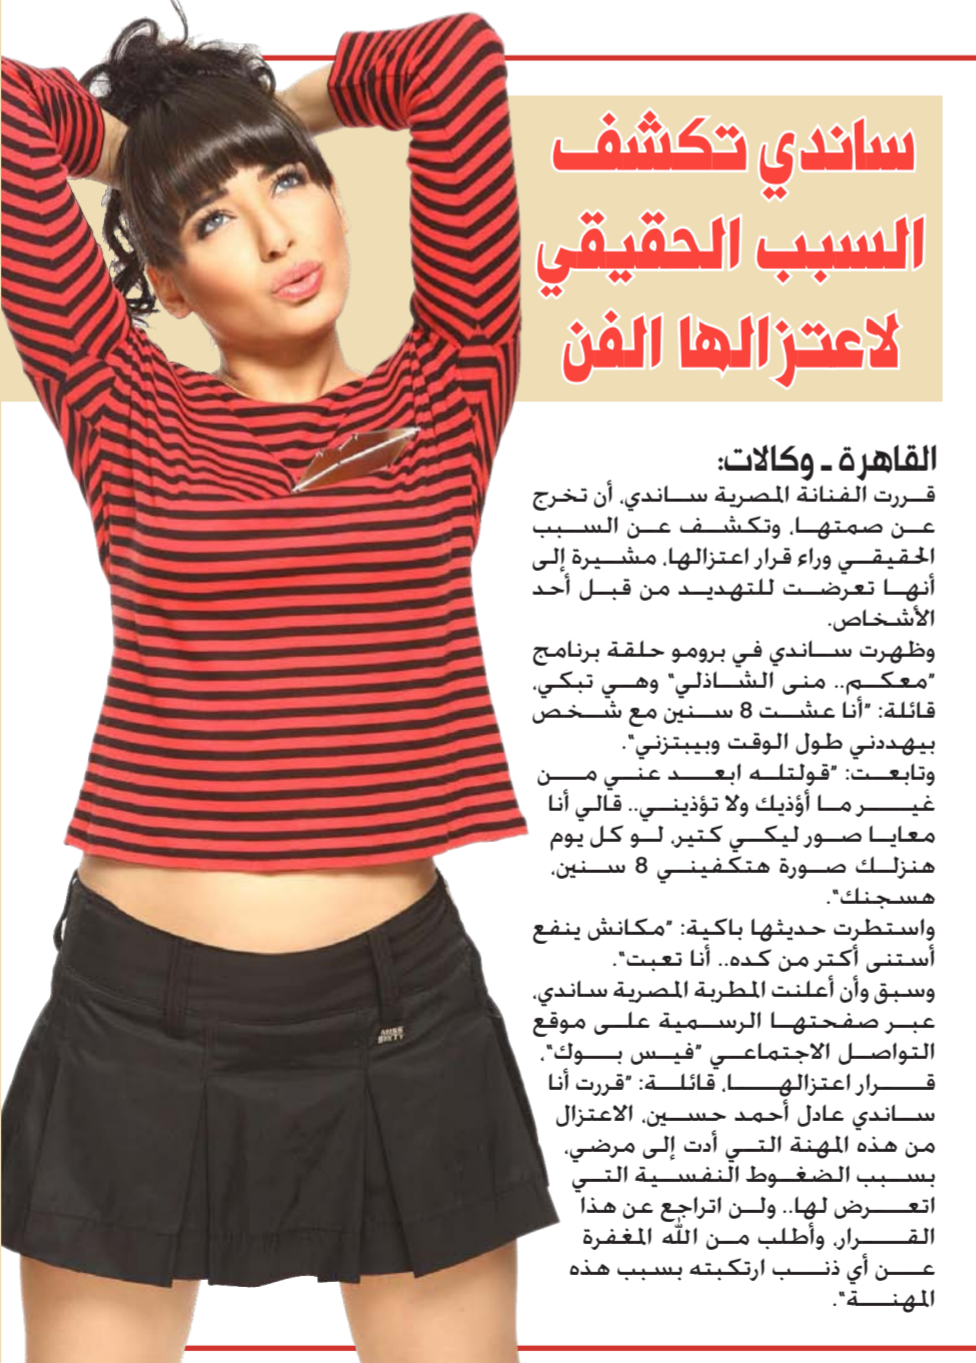 ساندي تكشف
السبب الحقيقي
لاعتزالها الفن
القاهرة - وكالات:
قررت الفنانة المصرية ساندي، أن تخرج
عن صمتها، وتكشف عن السبب
الحقيقي وراء قرار اعتزالها، مشيرة إلى
أنها تعرضت للتهديد من قبل أحد
الأشخاص.
وظهرت ساندي في برومو حلقة برنامج
"معكم.. منى الشاذلي" وهي تبكي،
قائلة: "أنا عشت 8 سنين مع شخص
بيهددني طول الوقت وبيبتزني".
وتابعت: "قولتله ابعد عني من
غير ما أؤذيك ولا تؤذيني.. قالي أنا
معايا صور ليكي كتير، لو كل يوم
هنزلك صورة هتكفيني 8 سنين،
هسجنك".
واستطرت حديثها باكية: "مكانش ينفع
أستنى أكتر من كده.. أنا تعبت".
وسبق وأن أعلنت المطربة المصرية ساندي،
عبر صفحتها الرسمية على موقع
التواصل الاجتماعي "فيس بوك"،
قرار اعتزالها، قائلة: "قررت أنا
ساندي عادل أحمد حسين، الاعتزال
من هذه المهنة التي أدت إلى مرضي،
بسبب الضغوط النفسية التي
اتعرض لها.. ولن اتراجع عن هذا
القرار، وأطلب من الله المغفرة
عن أي ذنب ارتكبته بسبب هذه
المهنة".
MISS
SIXTY